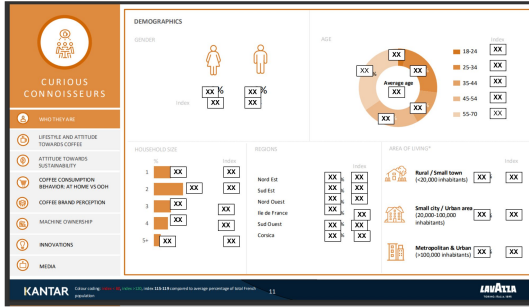 CURIOUS
CONNOISSEURS
WHO THEY ARE
LIFESTYLE AND ATTITUDE
TOWARDS COFFEE
ATTITUDE TOWARDS
SUSTAINABILITY
COFFEE CONSUMPTION
BEHAVIOR: AT HOME VS OOH
COFFEE BRAND PERCEPTION
MACHINE OWNERSHIP
INNOVATIONS
MEDIA
DEMOGRAPHICS
GENDER
XX % XX %
Index XX XX
AGE
Index
XX
XX
XX
XX
XX
Average age
XX
18-24 XX
25-34 XX
35-44 XX
45-54 XX
55-70 XX
HOUSEHOLD SIZE
% Index
1 XX XX
2 XX XX
3 XX XX
4 XX XX
5+ XX XX
REGIONS
Index
Nord Est XX % XX
Sud Est XX % XX
Nord Ouest XX % XX
Ile de France XX % XX
Sud Ouest XX % XX
Corsica XX % XX
AREA OF LIVING*
Index
Rural / Small town
(<20,000 inhabitants) XX XX
Small city / Urban area
(20,000-100,000
inhabitants) XX XX
Metropolitan & Urban
(>100,000 inhabitants) XX XX
KANTAR
index 115-119 compared to average percentage of total French
population
11
LAVAZZA